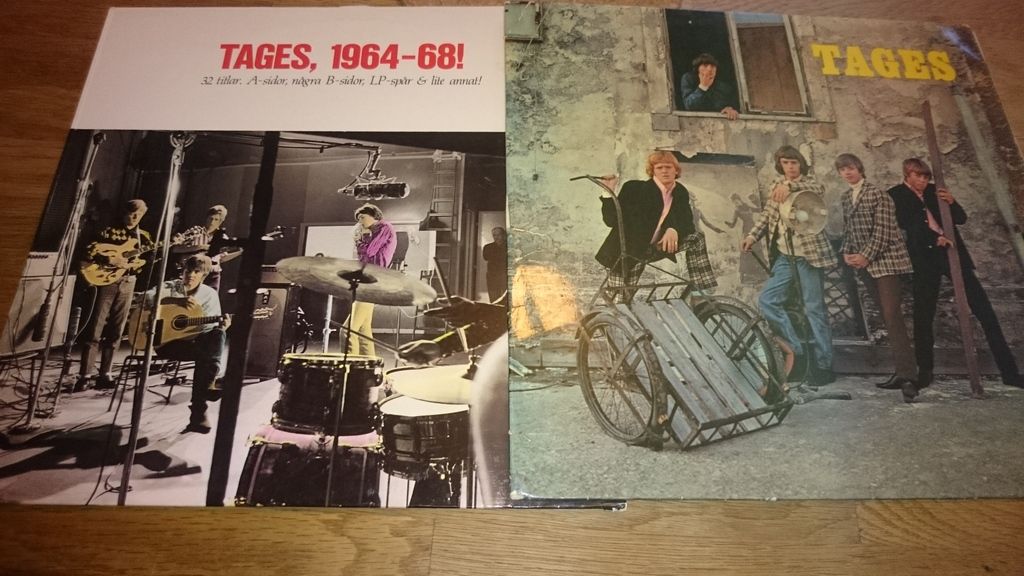 TAGES, 1964-68!
32 titlar. A-sidor, några B-sidor, LP-spår & lite annat!
TAGES